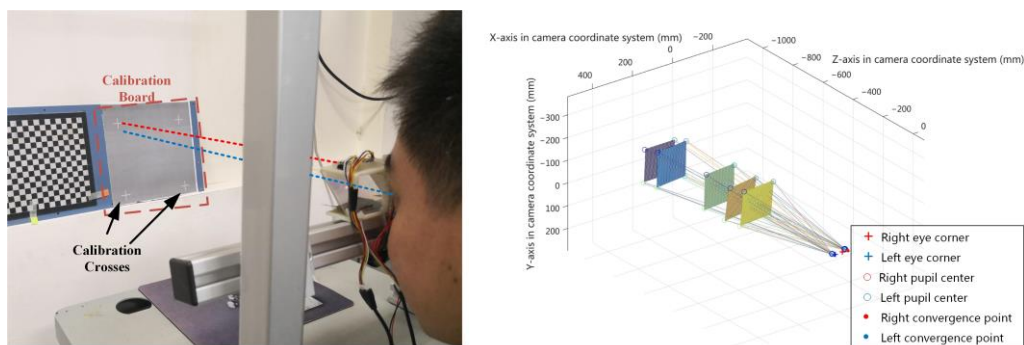 Calibration
Board
Calibration
Crosses
X-axis in camera coordinate system (mm)
Z-axis in camera coordinate system (mm)
Y-axis in camera coordinate system (mm)
400
200
0
−200
−1000
−800
−600
−400
−200
0
−300
−200
−100
0
100
200
Right eye corner
Left eye corner
Right pupil center
Left pupil center
Right convergence point
Left convergence point